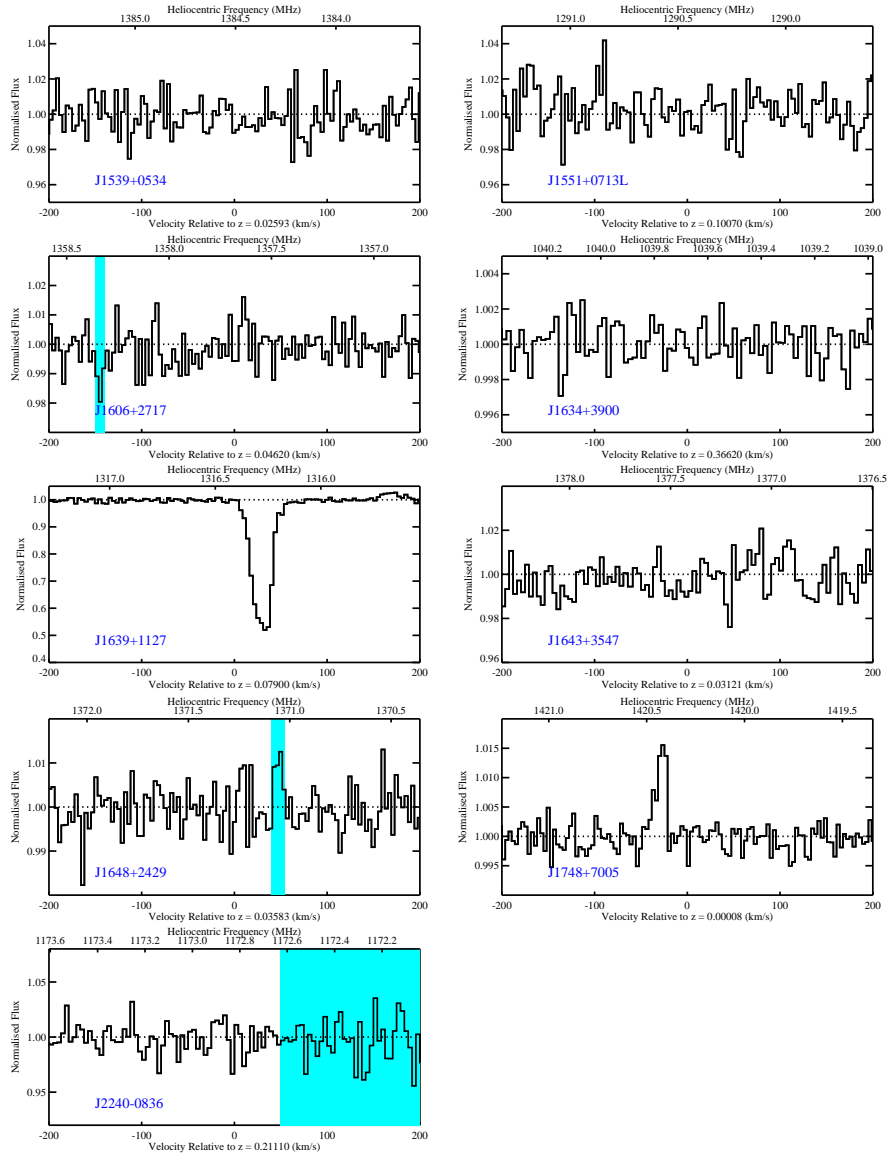 Heliocentric Frequency (MHz)
1385.0 1384.5 1384.0
1.04
1.02
1.00
0.98
0.96
Normalised Flux
J1539+0534
-200 -100 0 100 200
Velocity Relative to z = 0.02593 (km/s)
Heliocentric Frequency (MHz)
1291.0 1290.5 1290.0
1.04
1.02
1.00
0.98
0.96
Normalised Flux
J1551+0713L
-200 -100 0 100 200
Velocity Relative to z = 0.10070 (km/s)
Heliocentric Frequency (MHz)
1358.5 1358.0 1357.5 1357.0
1.02
1.01
1.00
0.99
0.98
Normalised Flux
J1606+2717
-200 -100 0 100 200
Velocity Relative to z = 0.04620 (km/s)
Heliocentric Frequency (MHz)
1040.2 1040.0 1039.8 1039.6 1039.4 1039.2 1039.0
1.004
1.002
1.000
0.998
0.996
Normalised Flux
J1634+3900
-200 -100 0 100 200
Velocity Relative to z = 0.36620 (km/s)
Heliocentric Frequency (MHz)
1317.0 1316.5 1316.0
1.0
0.9
0.8
0.7
0.6
0.5
0.4
Normalised Flux
J1639+1127
-200 -100 0 100 200
Velocity Relative to z = 0.07900 (km/s)
Heliocentric Frequency (MHz)
1378.0 1377.5 1377.0 1376.5
1.02
1.00
0.98
0.96
Normalised Flux
J1643+3547
-200 -100 0 100 200
Velocity Relative to z = 0.03121 (km/s)
Heliocentric Frequency (MHz)
1372.0 1371.5 1371.0 1370.5
1.02
1.01
1.00
0.99
Normalised Flux
J1648+2429
-200 -100 0 100 200
Velocity Relative to z = 0.03583 (km/s)
Heliocentric Frequency (MHz)
1421.0 1420.5 1420.0 1419.5
1.015
1.010
1.005
1.000
0.995
Normalised Flux
J1748+7005
-200 -100 0 100 200
Velocity Relative to z = 0.00008 (km/s)
Heliocentric Frequency (MHz)
1173.6 1173.4 1173.2 1173.0 1172.8 1172.6 1172.4 1172.2
1.05
1.00
0.95
Normalised Flux
J2240-0836
-200 -100 0 100 200
Velocity Relative to z = 0.21110 (km/s)